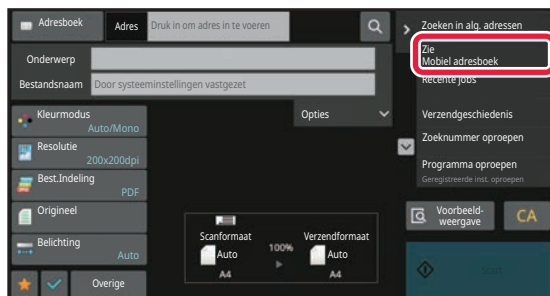 Adresboek
Adres
Druk in om adres in te voeren
Onderwerp
Bestandsnaam
Door systeeminstellingen vastgezet
Kleurmodus
Auto/Mono
Resolutie
200x200dpi
Best.Indeling
PDF
Origineel
Belichting
Auto
Overige
Opties
Scanformaat
Auto
A4
100%
Verzendformaat
Auto
A4
Zoeken in alg. adressen
Zie
Mobiel adresboek
Recente jobs
Verzendgeschiedenis
Zoeknummer oproepen
Programma oproepen
Geregistreerde inst. oproepen
Voorbeeld-
weergave
CA
Start